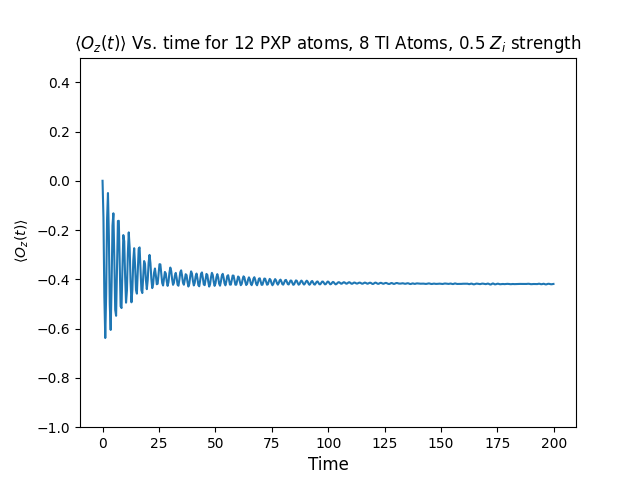 ⟨O_z(t)⟩ Vs. time for 12 PXP atoms, 8 TI Atoms, 0.5 Z_i strength
0.4
0.2
0.0
−0.2
−0.4
−0.6
−0.8
−1.0
⟨O_z(t)⟩
0 25 50 75 100 125 150 175 200
Time